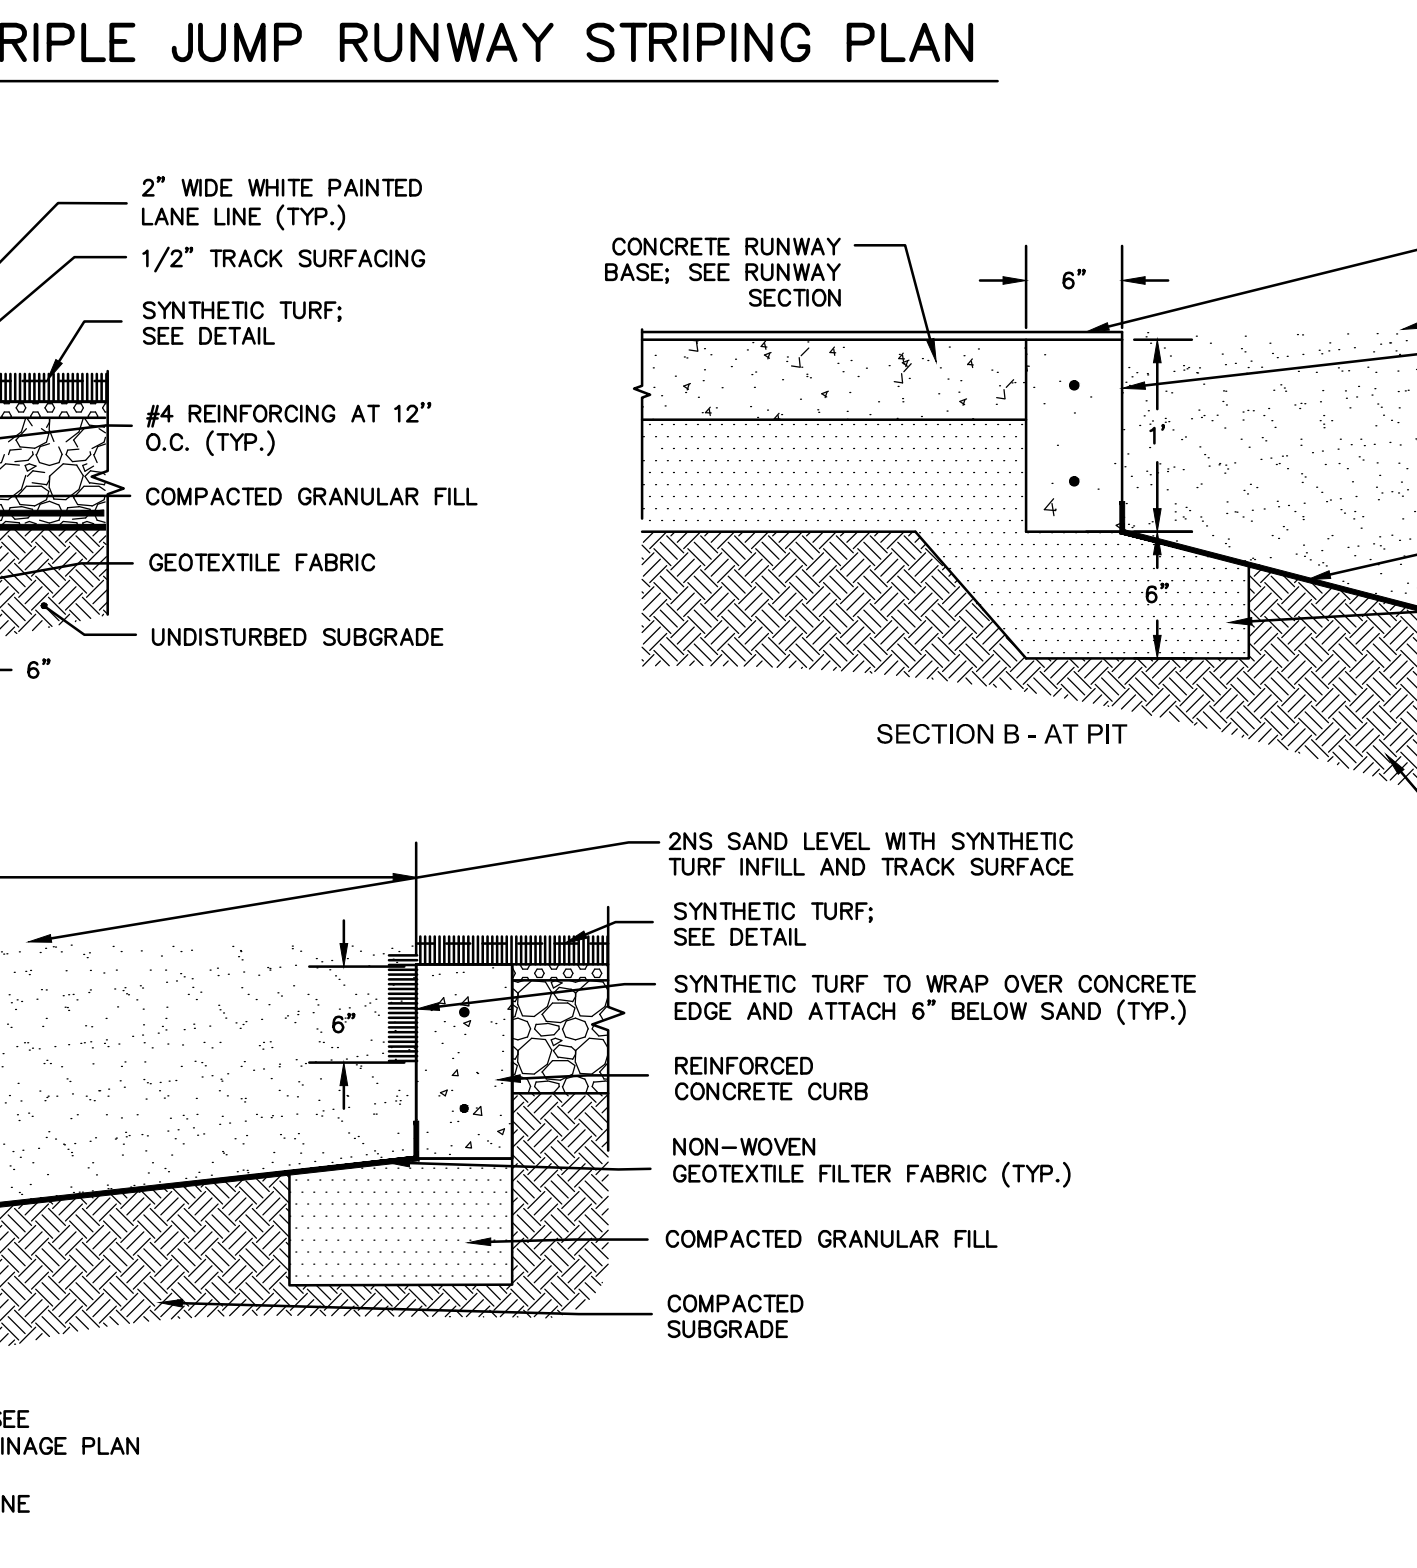 RIPLE JUMP RUNWAY STRIPING PLAN
2" WIDE WHITE PAINTED
LANE LINE (TYP.)
1/2" TRACK SURFACING
SYNTHETIC TURF;
SEE DETAIL
#4 REINFORCING AT 12"
O.C. (TYP.)
COMPACTED GRANULAR FILL
GEOTEXTILE FABRIC
UNDISTURBED SUBGRADE
6"
CONCRETE RUNWAY
BASE; SEE RUNWAY
SECTION
6"
1'
6"
SECTION B - AT PIT
2NS SAND LEVEL WITH SYNTHETIC
TURF INFILL AND TRACK SURFACE
SYNTHETIC TURF;
SEE DETAIL
SYNTHETIC TURF TO WRAP OVER CONCRETE
EDGE AND ATTACH 6" BELOW SAND (TYP.)
6"
REINFORCED
CONCRETE CURB
NON-WOVEN
GEOTEXTILE FILTER FABRIC (TYP.)
COMPACTED GRANULAR FILL
COMPACTED
SUBGRADE
SEE
INAGE PLAN
NE